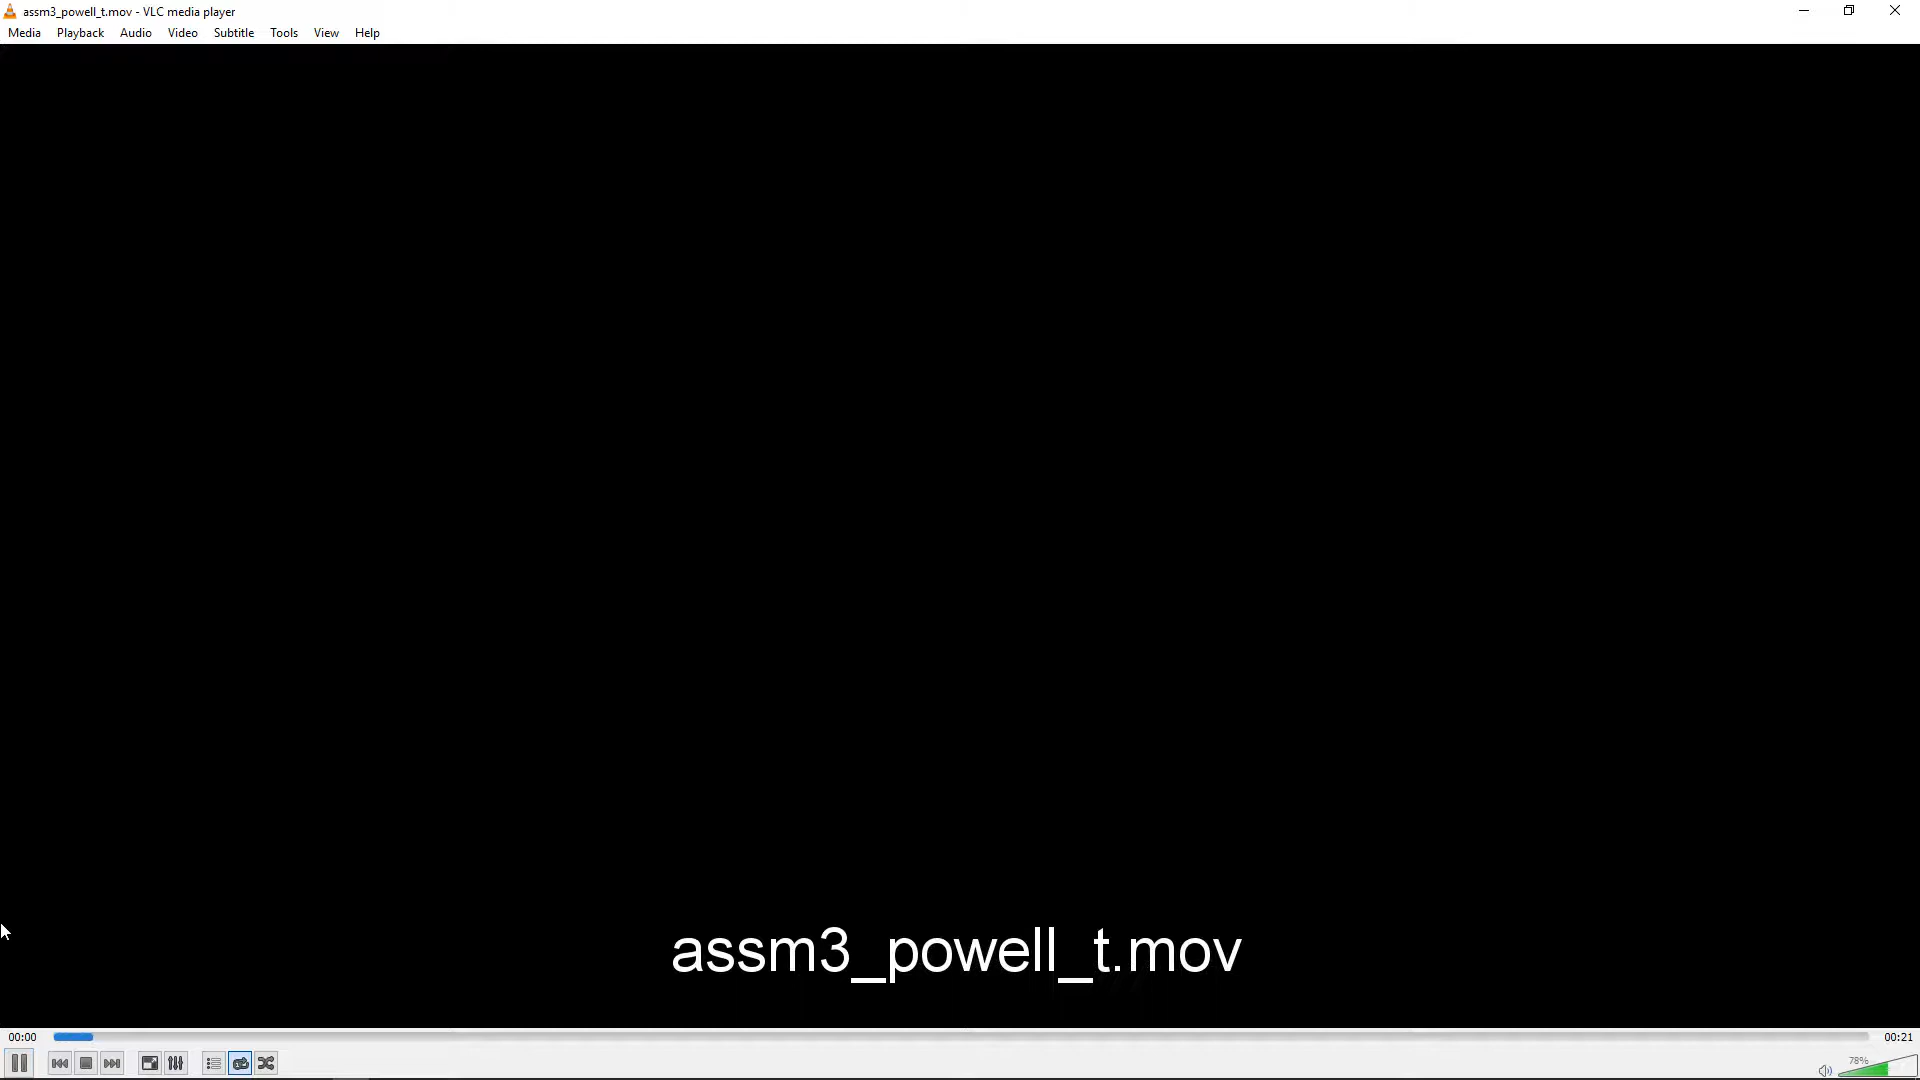 assm3_powell_t.mov - VLC media player
Media Playback Audio Video Subtitle Tools View Help
assm3_powell_t.mov
00:00 00:21
78%